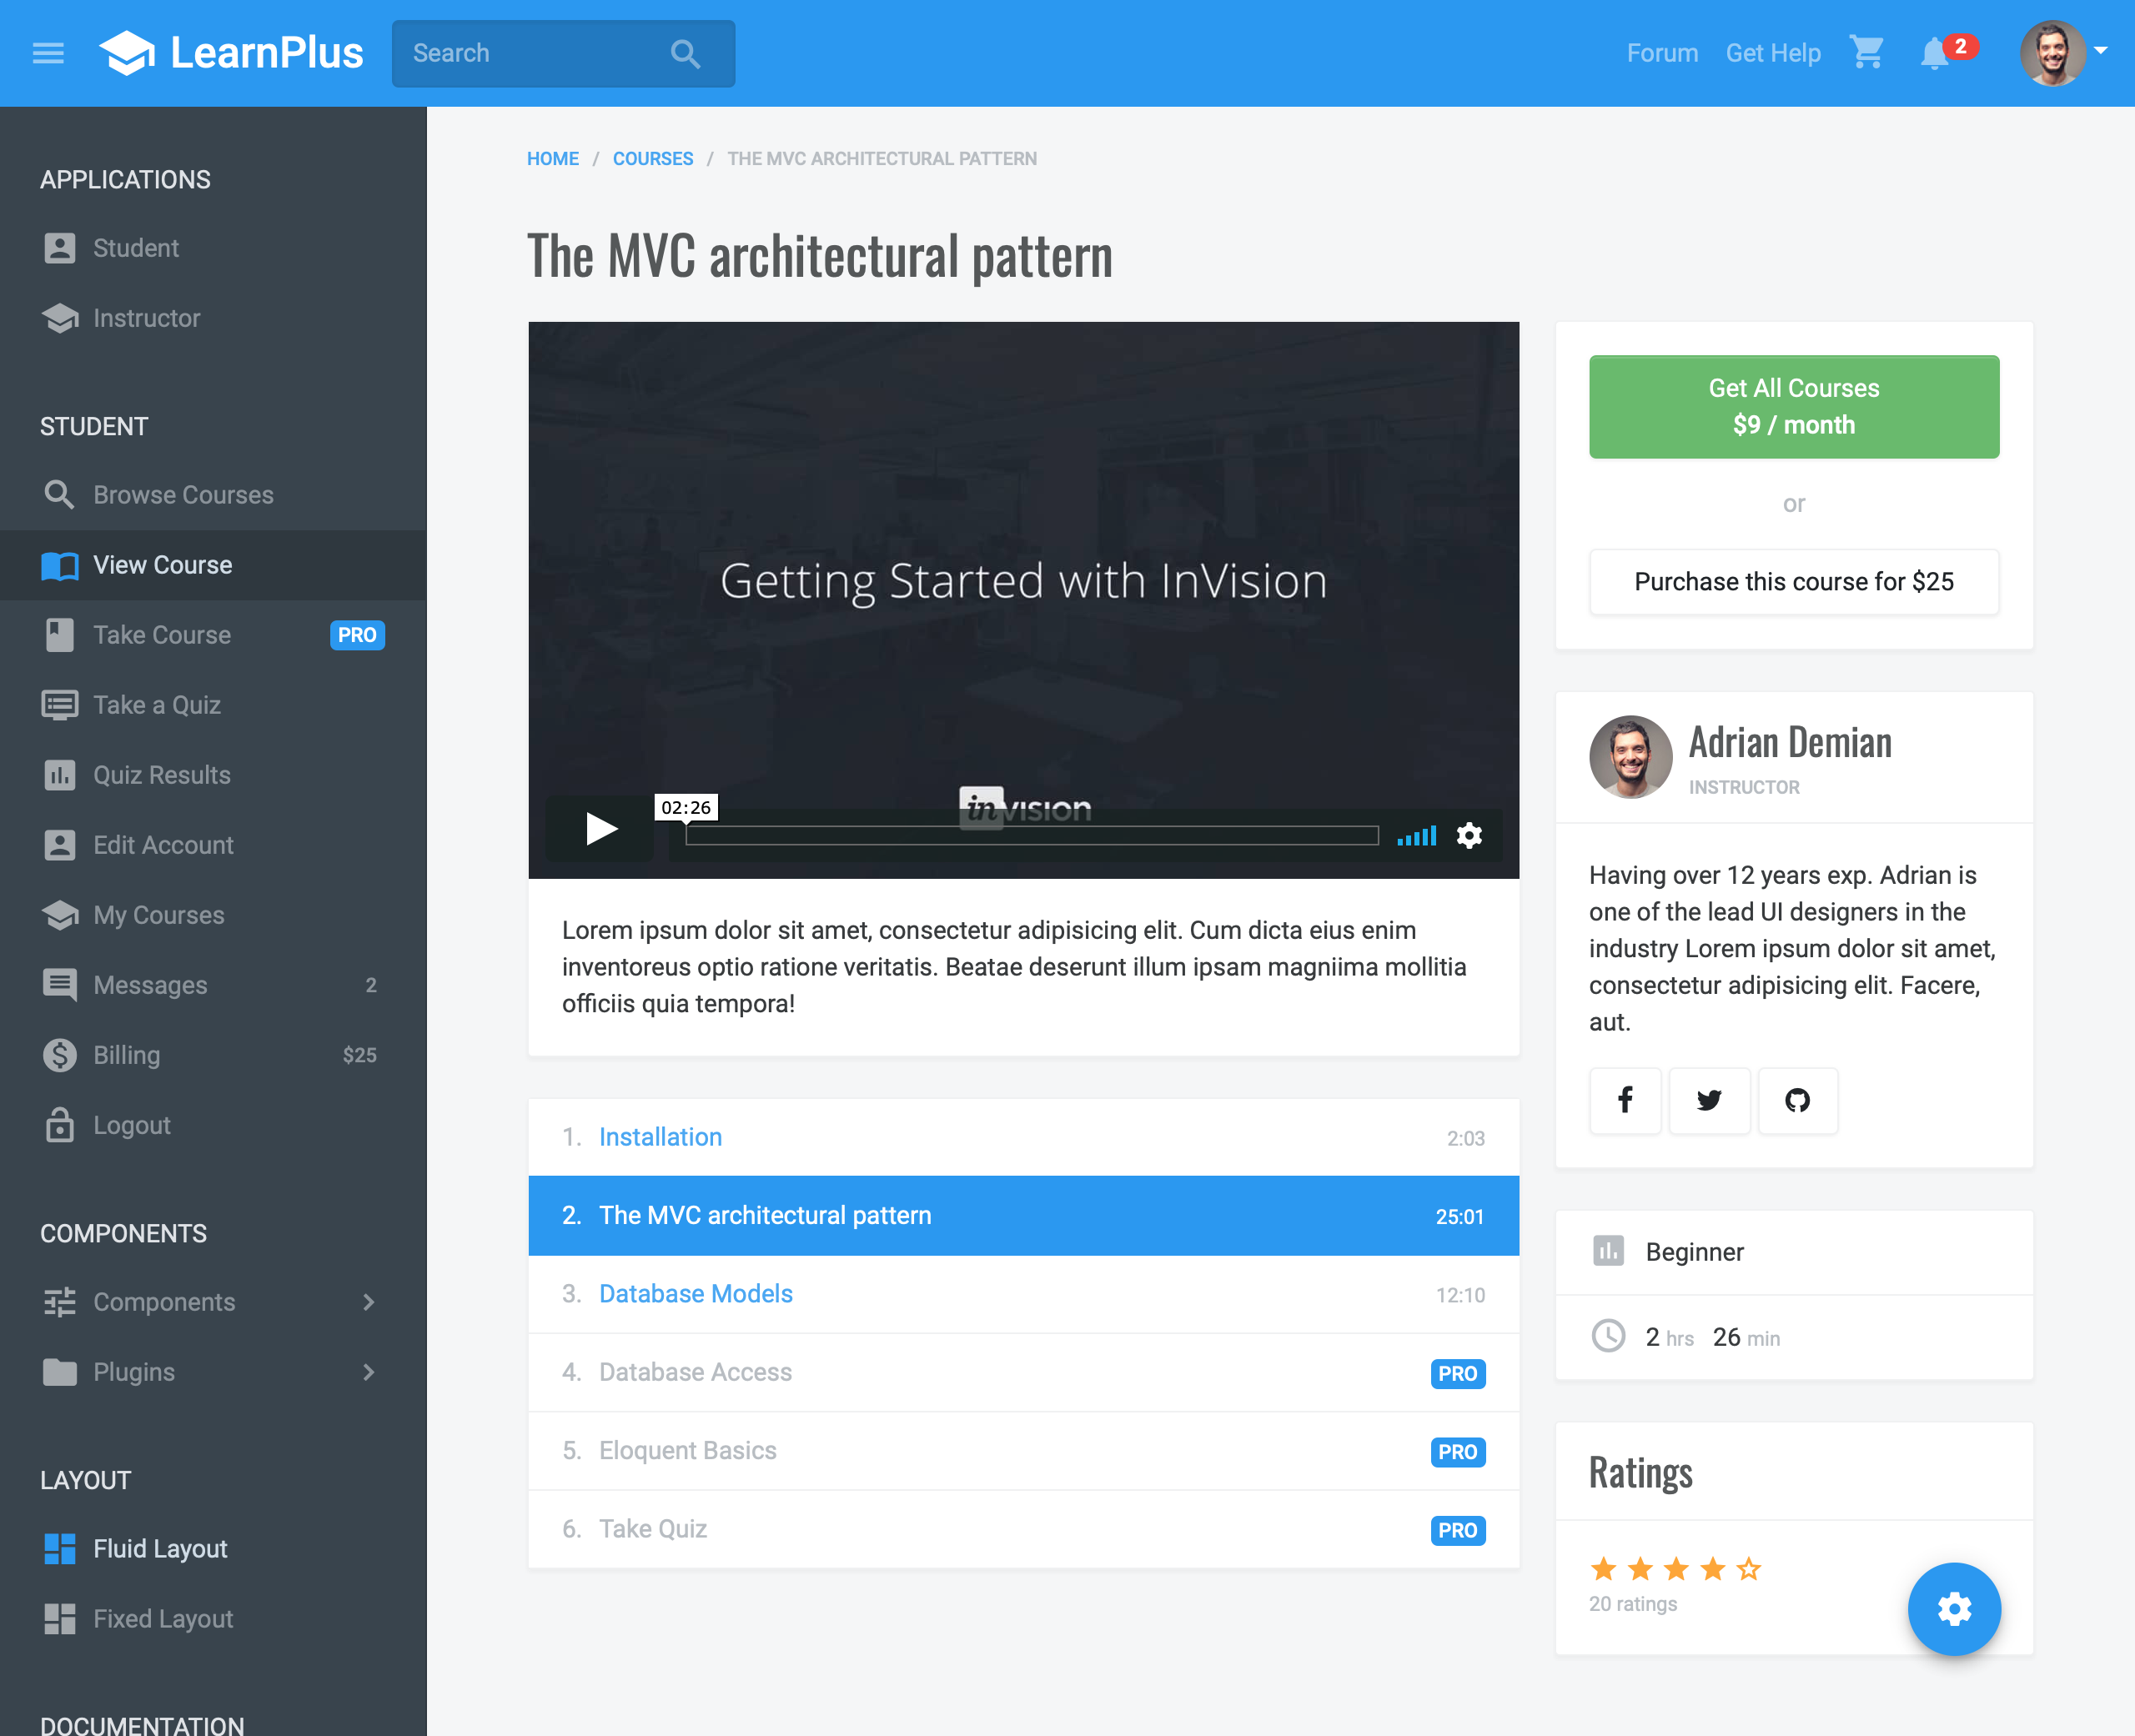 LearnPlus
Search
Forum
Get Help
2
APPLICATIONS
Student
Instructor
STUDENT
Browse Courses
View Course
Take Course
PRO
Take a Quiz
Quiz Results
Edit Account
My Courses
Messages
2
Billing
$25
Logout
COMPONENTS
Components
Plugins
LAYOUT
Fluid Layout
Fixed Layout
DOCUMENTATION
HOME / COURSES / THE MVC ARCHITECTURAL PATTERN
The MVC architectural pattern
Getting Started with InVision
invision
02:26
Lorem ipsum dolor sit amet, consectetur adipisicing elit. Cum dicta eius enim
inventoreus optio ratione veritatis. Beatae deserunt illum ipsam magniima mollitia
officiis quia tempora!
1. Installation 2:03
2. The MVC architectural pattern 25:01
3. Database Models 12:10
4. Database Access PRO
5. Eloquent Basics PRO
6. Take Quiz PRO
Get All Courses
$9 / month
or
Purchase this course for $25
Adrian Demian
INSTRUCTOR
Having over 12 years exp. Adrian is
one of the lead UI designers in the
industry Lorem ipsum dolor sit amet,
consectetur adipisicing elit. Facere,
aut.
Beginner
2 hrs 26 min
Ratings
20 ratings